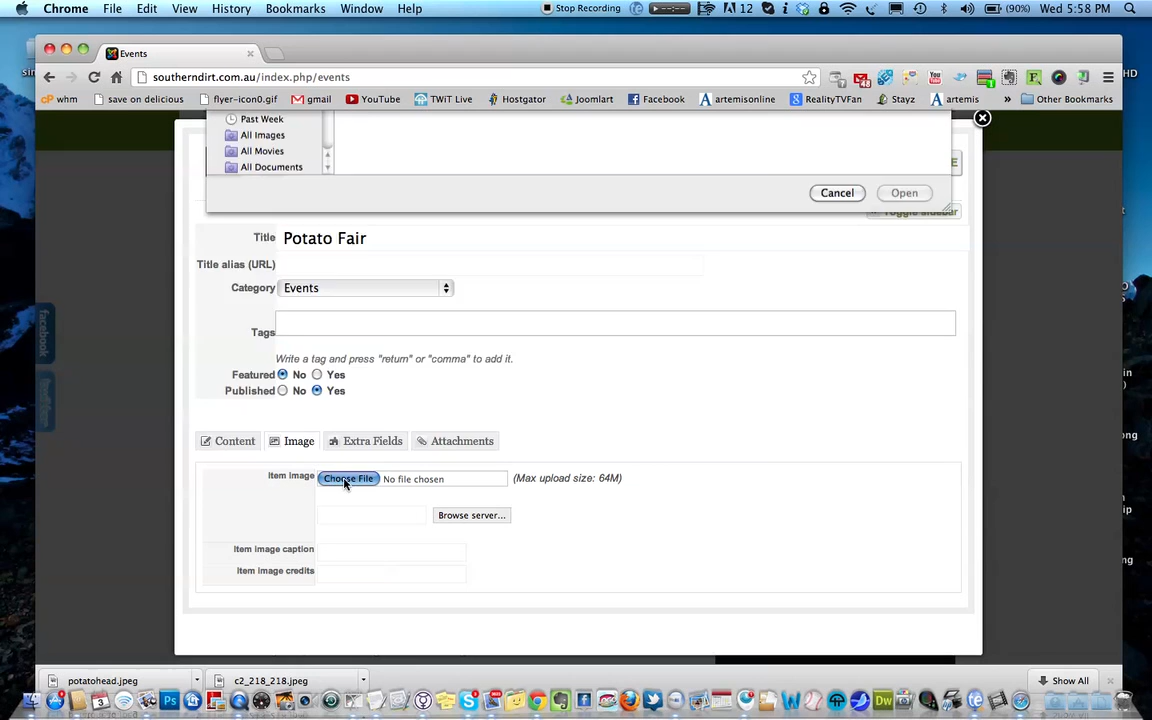 Chrome File Edit View History Bookmarks Window Help Stop Recording 12 (90%) Wed 5:58 PM
Events
southerndirt.com.au/index.php/events
whm save on delicious flyer-icon0.gif gmail YouTube TWiT Live Hostgator Joomlart Facebook artemisonline RealityTVFan Stayz artemis » Other Bookmarks
Past Week
All Images
All Movies
All Documents
Cancel Open
Toggle sidebar
Title Potato Fair
Title alias (URL)
Category Events
Tags
Write a tag and press "return" or "comma" to add it.
Featured No Yes
Published No Yes
Content Image Extra Fields Attachments
Item image Choose File No file chosen (Max upload size: 64M)
Browse server...
Item image caption
Item image credits
facebook
potatohead.jpeg c2_218_218.jpeg Show All